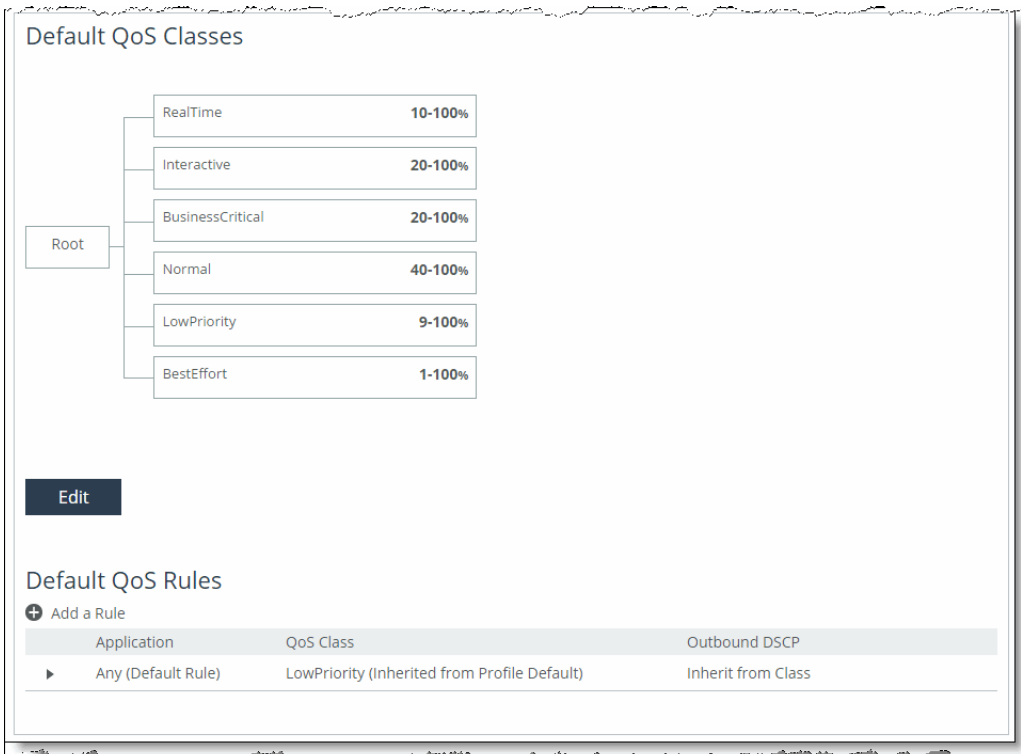 Default QoS Classes
RealTime 10-100%
Interactive 20-100%
BusinessCritical 20-100%
Root
Normal 40-100%
LowPriority 9-100%
BestEffort 1-100%
Edit
Default QoS Rules
Add a Rule
Application QoS Class Outbound DSCP
Any (Default Rule) LowPriority (Inherited from Profile Default) Inherit from Class